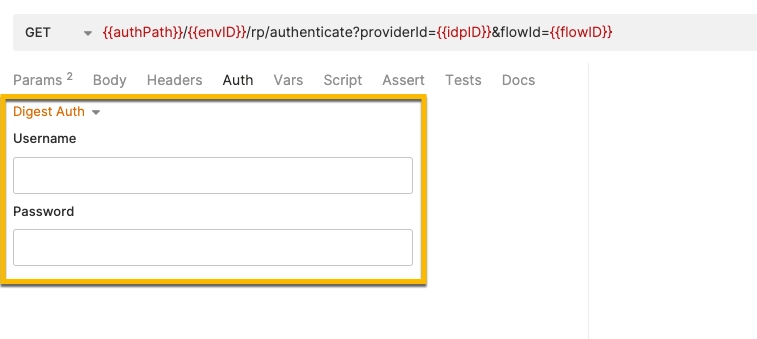 GET {{authPath}}/{{envID}}/rp/authenticate?providerId={{idpID}}&flowId={{flowID}}
Params 2 Body Headers Auth Vars Script Assert Tests Docs
Digest Auth
Username
Password